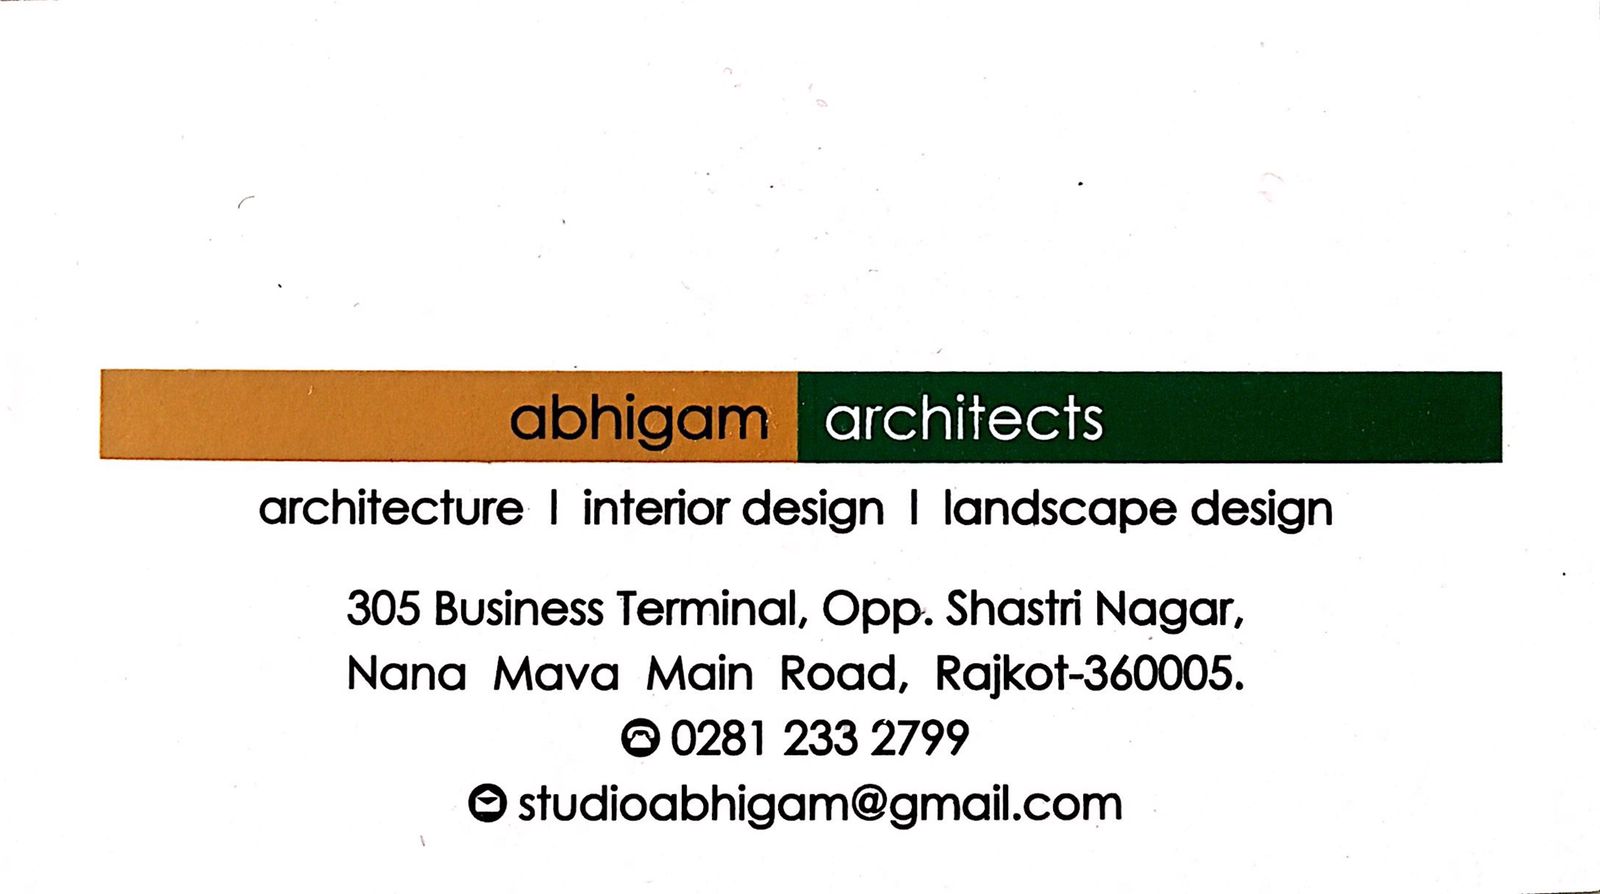 abhigam architects
architecture | interior design | landscape design
305 Business Terminal, Opp. Shastri Nagar,
Nana Mava Main Road, Rajkot-360005.
0281 233 2799
studioabhigam@gmail.com